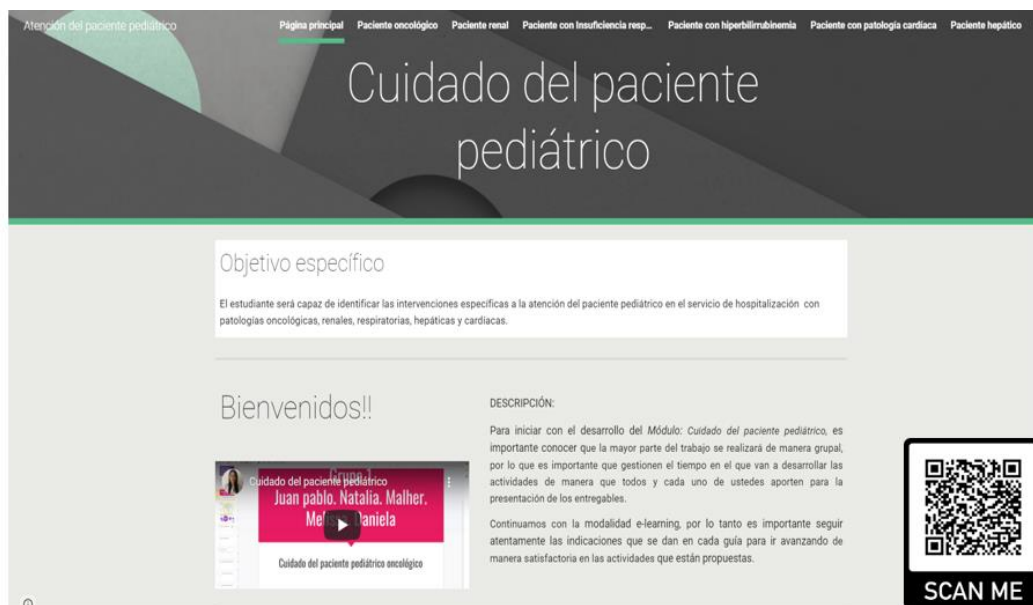 Atención del paciente pediátrico
Página principal Paciente oncológico Paciente renal Paciente con Insuficiencia resp... Paciente con hiperbilirrubinemia Paciente con patología cardíaca Paciente hepático
Cuidado del paciente
pediátrico
Objetivo específico
El estudiante será capaz de identificar las intervenciones específicas a la atención del paciente pediátrico en el servicio de hospitalización con
patologías oncológicas, renales, respiratorias, hepáticas y cardíacas.
Bienvenidos!!
Grupo 1
Cuidado del paciente pediátrico
Juan pablo. Natalia. Malher.
Melissa. Daniela
Cuidado del paciente pediátrico oncológico
DESCRIPCIÓN:
Para iniciar con el desarrollo del Módulo: Cuidado del paciente pediátrico, es
importante conocer que la mayor parte del trabajo se realizará de manera grupal,
por lo que es importante que gestionen el tiempo en el que van a desarrollar las
actividades de manera que todos y cada uno de ustedes aporten para la
presentación de los entregables.
Continuamos con la modalidad e-learning, por lo tanto es importante seguir
atentamente las indicaciones que se dan en cada guía para ir avanzando de
manera satisfactoria en las actividades que están propuestas.
SCAN ME